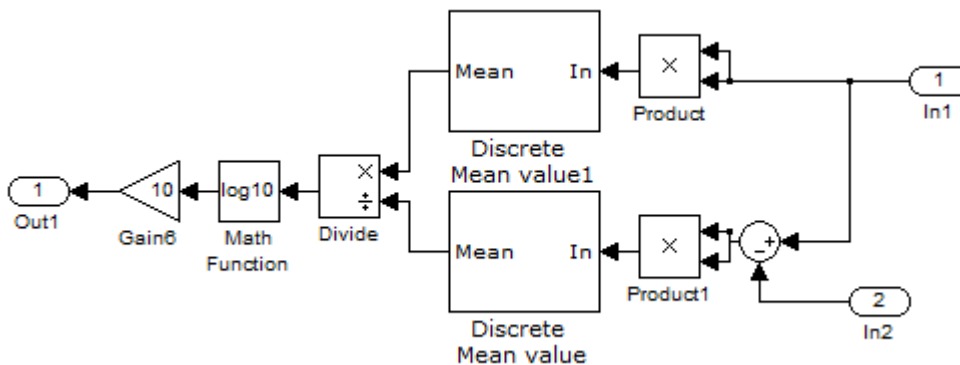 Mean In
×
1
In1
Product
Discrete
Mean value1
1
Out1
10
Gain6
log10
Math
Function
×
÷
Divide
Mean In
Discrete
Mean value
×
Product1
+
−
2
In2